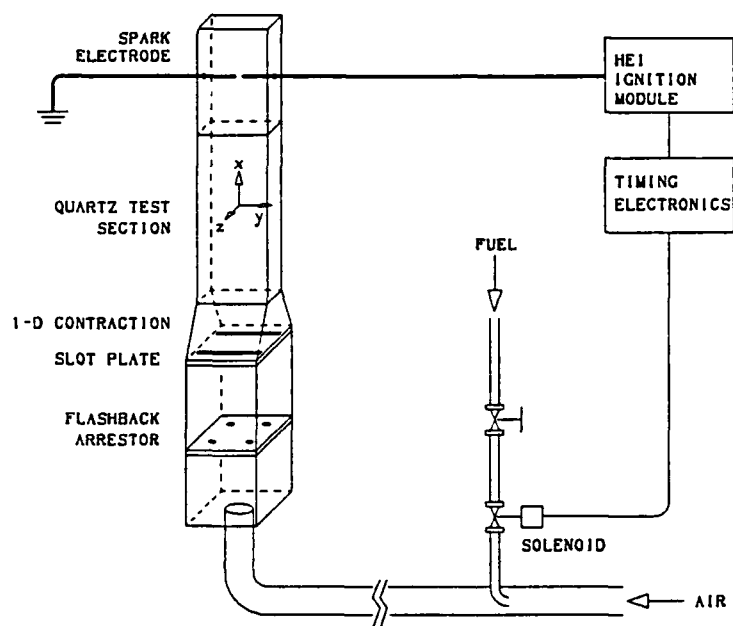 SPARK
ELECTRODE
HEI
IGNITION
MODULE
TIMING
ELECTRONICS
x
y
z
QUARTZ TEST
SECTION
FUEL
1-D CONTRACTION
SLOT PLATE
FLASHBACK
ARRESTOR
SOLENOID
AIR